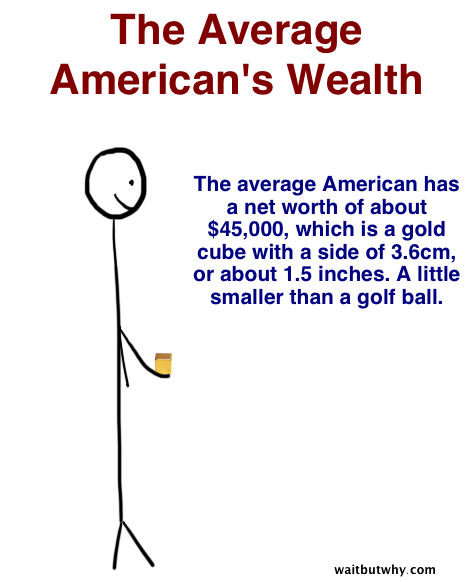 The Average
American's Wealth
The average American has
a net worth of about
$45,000, which is a gold
cube with a side of 3.6cm,
or about 1.5 inches. A little
smaller than a golf ball.
waitbutwhy.com